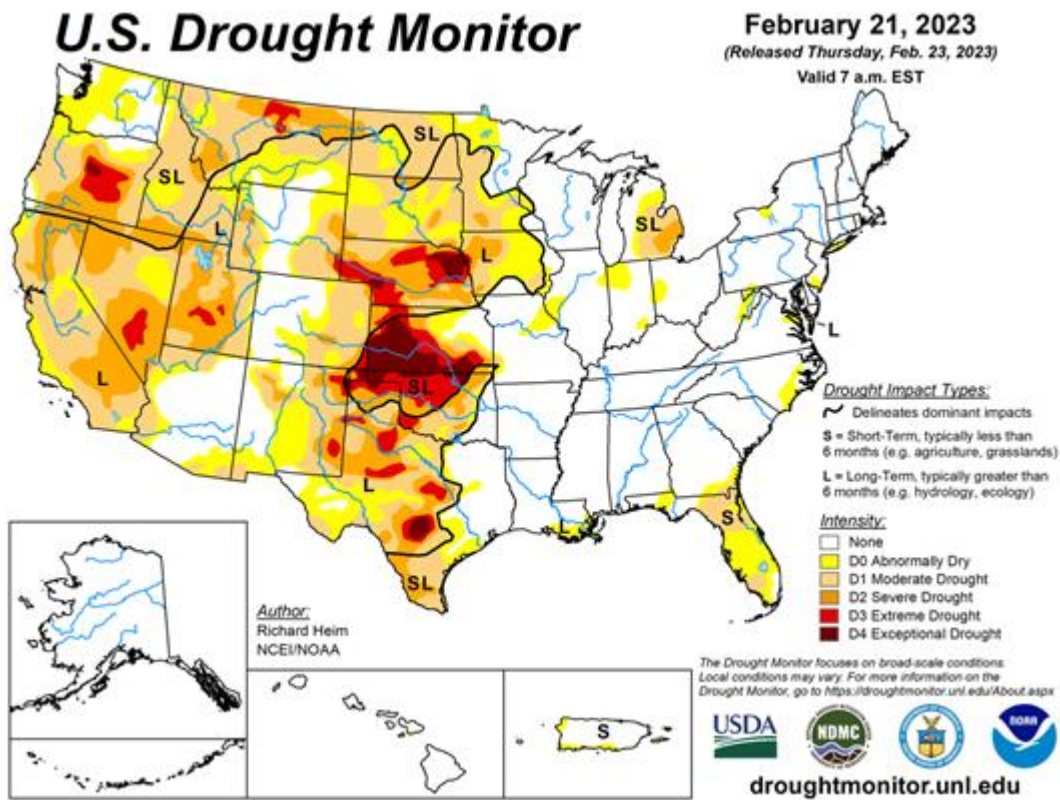 U.S. Drought Monitor
February 21, 2023
(Released Thursday, Feb. 23, 2023)
Valid 7 a.m. EST
SL
SL
L
SL
L
L
L
SL
L
S
L
SL
Drought Impact Types:
Delineates dominant impacts
S = Short-Term, typically less than
6 months (e.g. agriculture, grasslands)
L = Long-Term, typically greater than
6 months (e.g. hydrology, ecology)
Intensity:
None
D0 Abnormally Dry
D1 Moderate Drought
D2 Severe Drought
D3 Extreme Drought
D4 Exceptional Drought
Author:
Richard Heim
NCEI/NOAA
The Drought Monitor focuses on broad-scale conditions.
Local conditions may vary. For more information on the
Drought Monitor, go to https://droughtmonitor.unl.edu/About.aspx
S
USDA
NDMC
NOAA
droughtmonitor.unl.edu